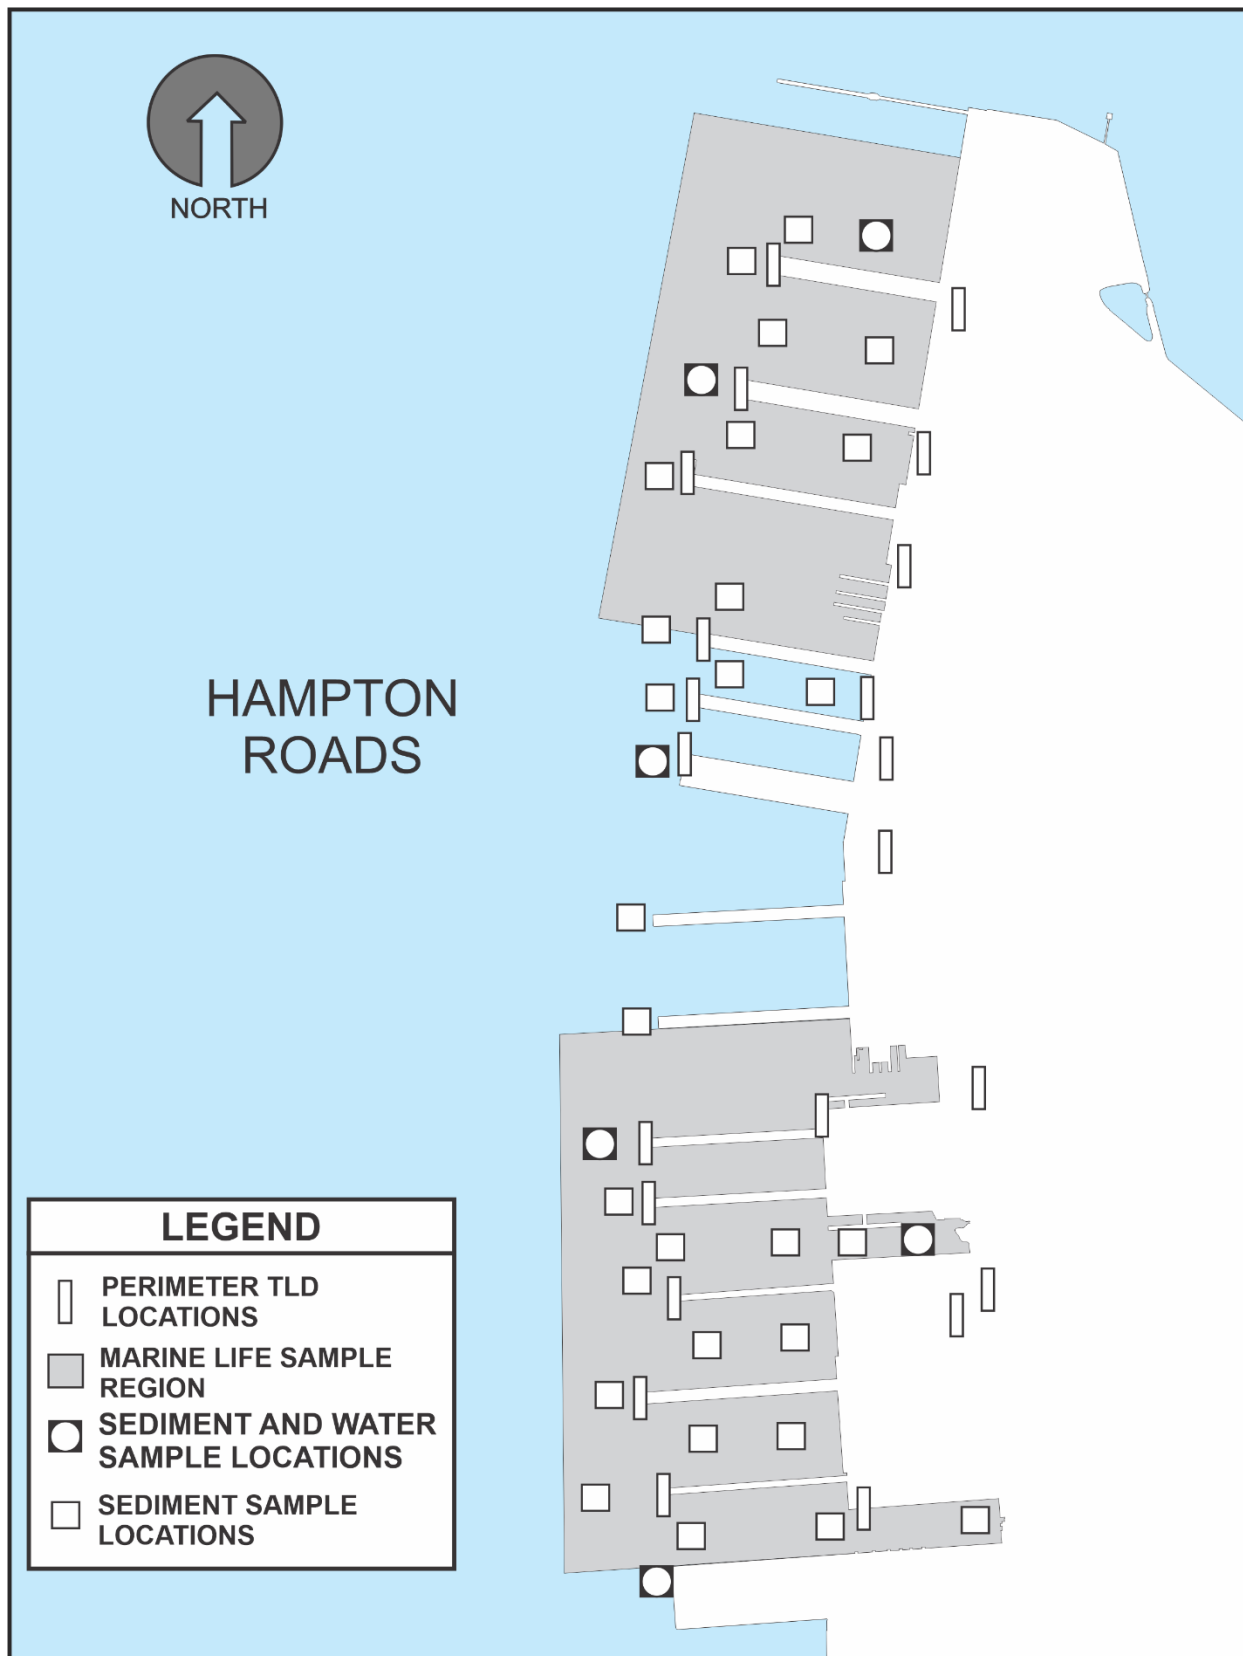 NORTH
HAMPTON
ROADS
LEGEND
PERIMETER TLD
LOCATIONS
MARINE LIFE SAMPLE
REGION
SEDIMENT AND WATER
SAMPLE LOCATIONS
SEDIMENT SAMPLE
LOCATIONS